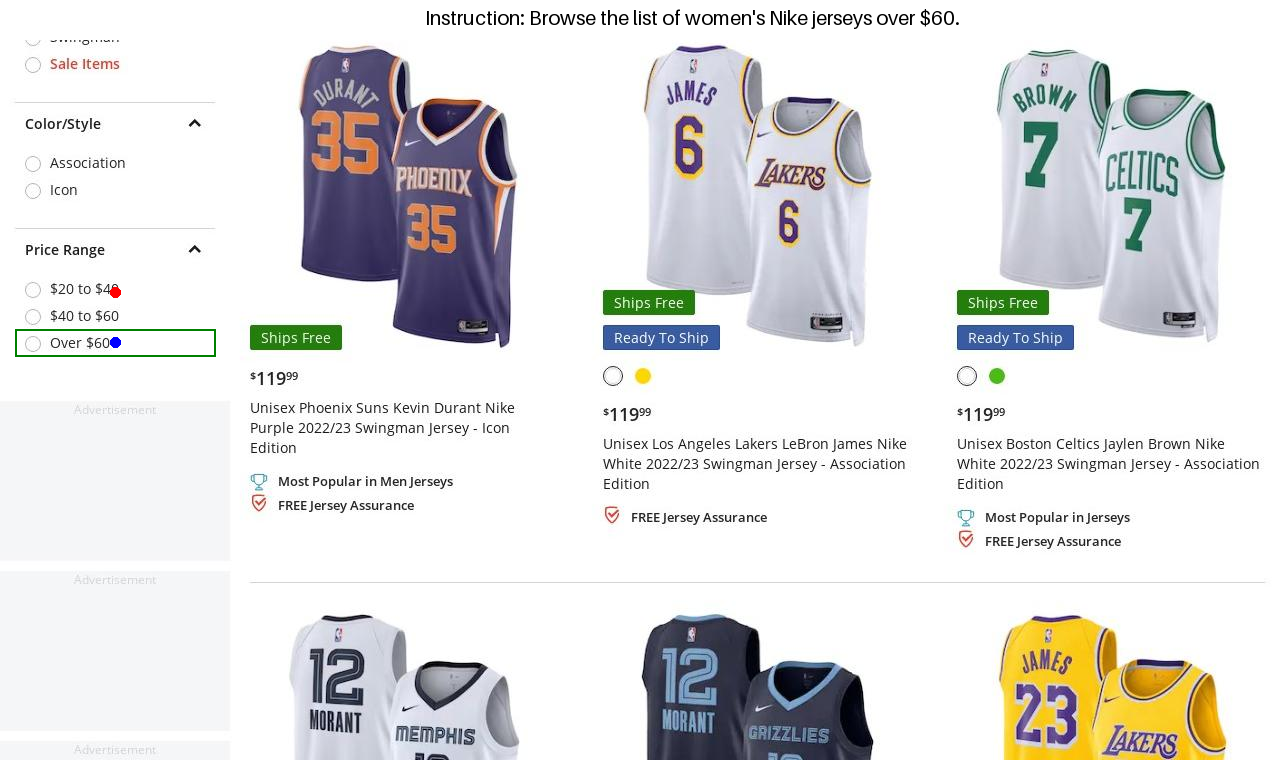 Instruction: Browse the list of women's Nike jerseys over $60.
Swingman
Sale Items
Color/Style
Association
Icon
Price Range
$20 to $40
$40 to $60
Over $60
Advertisement
Advertisement
Advertisement
DURANT
35
PHOENIX
35
Ships Free
$119.99
Unisex Phoenix Suns Kevin Durant Nike
Purple 2022/23 Swingman Jersey - Icon
Edition
Most Popular in Men Jerseys
FREE Jersey Assurance
JAMES
6
LAKERS
6
Ships Free
Ready To Ship
$119.99
Unisex Los Angeles Lakers LeBron James Nike
White 2022/23 Swingman Jersey - Association
Edition
FREE Jersey Assurance
BROWN
7
CELTICS
7
Ships Free
Ready To Ship
$119.99
Unisex Boston Celtics Jaylen Brown Nike
White 2022/23 Swingman Jersey - Association
Edition
Most Popular in Jerseys
FREE Jersey Assurance
12
MORANT
MEMPHIS
12
MORANT
GRIZZLIES
JAMES
23
LAKERS